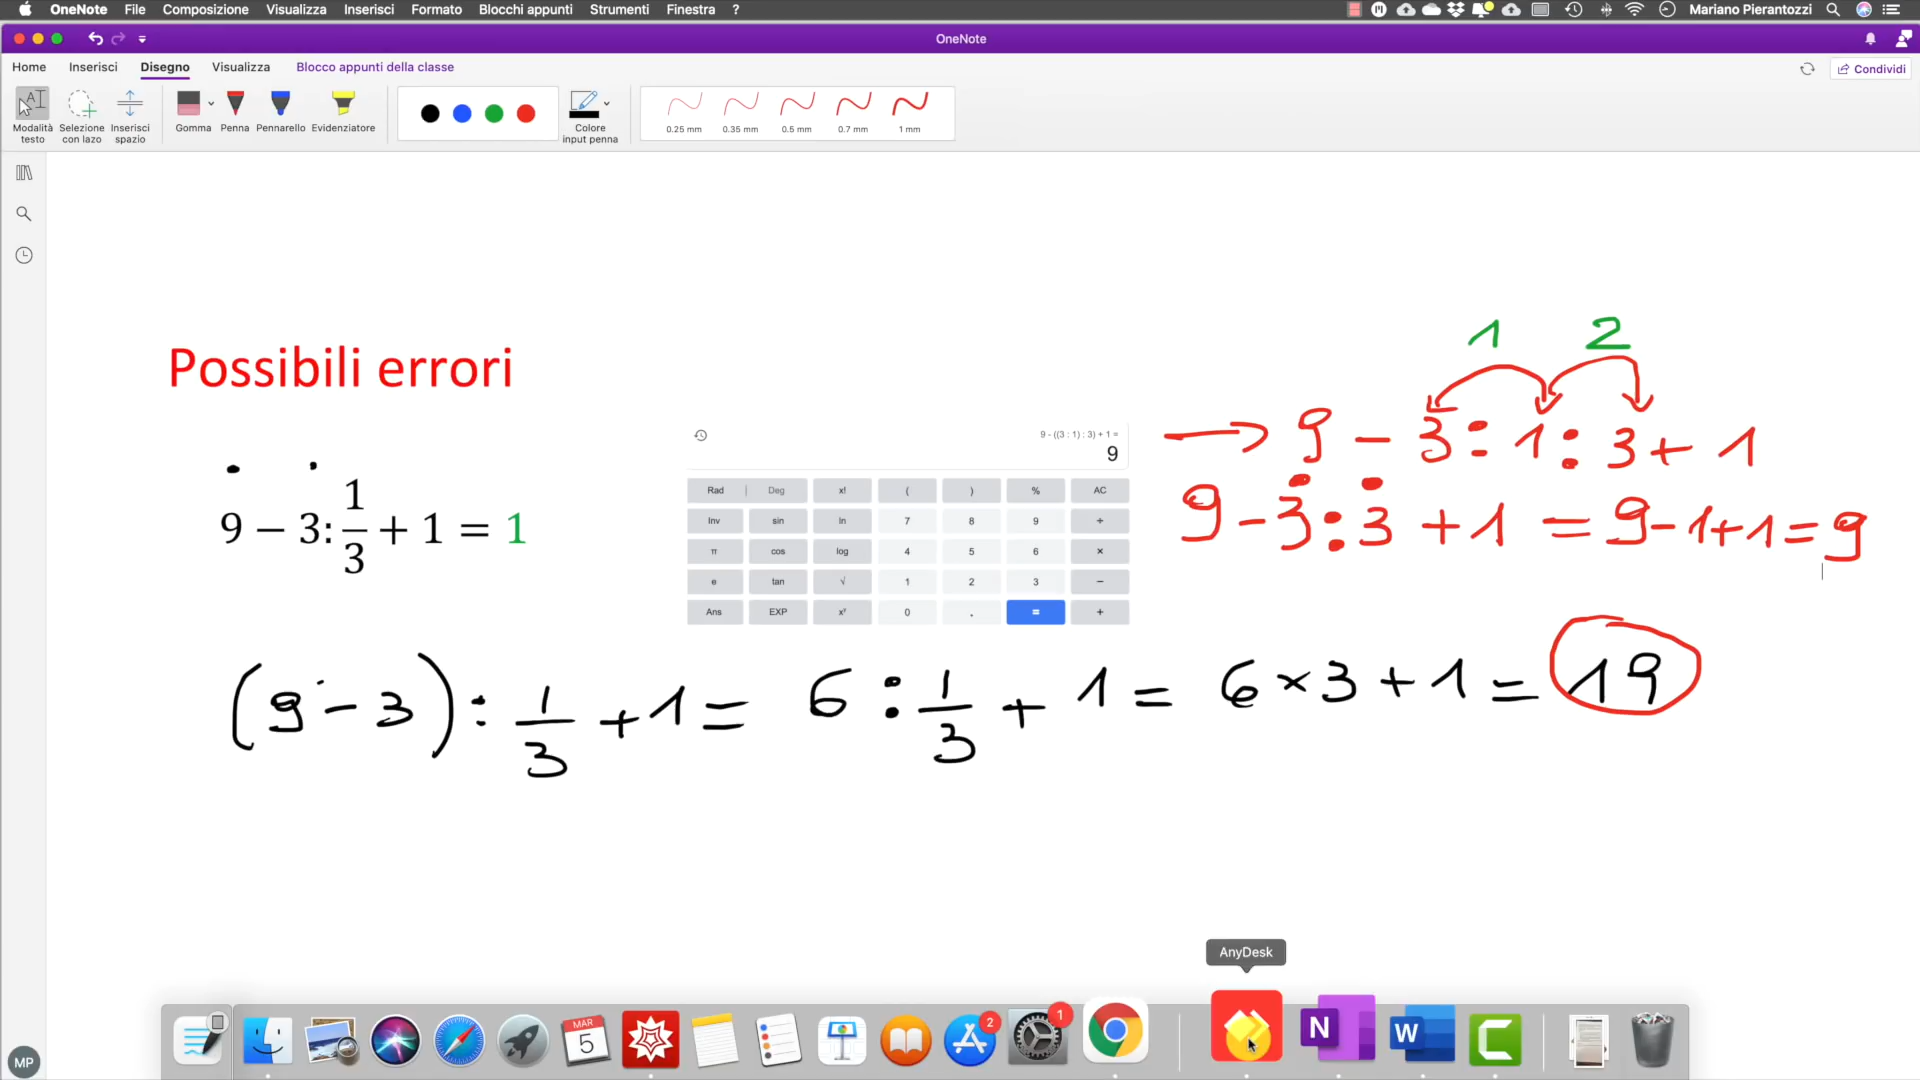 OneNote File Composizione Visualizza Inserisci Formato Blocchi appunti Strumenti Finestra ? Mariano Pierantozzi
OneNote
Home Inserisci Disegno Visualizza Blocco appunti della classe Condividi
Modalità testo Selezione con lazo Inserisci spazio Gomma Penna Pennarello Evidenziatore Colore input penna 0.25 mm 0.35 mm 0.5 mm 0.7 mm 1 mm
1 2
Possibili errori
9 - ((3 : 1) : 3) + 1 =
9
→ 9 - 3 : 1 : 3 + 1
9 − 3: 1/3 + 1 = 1
9 - 3 : 3 + 1 = 9 - 1 + 1 = 9
Rad | Deg x! ( ) % AC
Inv sin ln 7 8 9 ÷
π cos log 4 5 6 ×
e tan √ 1 2 3 −
Ans EXP xʸ 0 . = +
(9 - 3) : 1/3 + 1 = 6 : 1/3 + 1 = 6 × 3 + 1 = 19
AnyDesk
MAR
5
2
1
N
W
MP